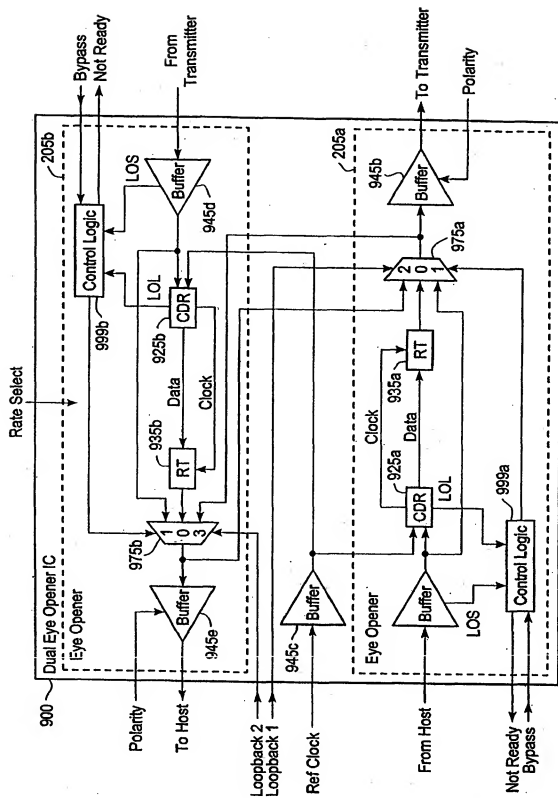 Rate Select
900
Dual Eye Opener IC
205b
Eye Opener
Bypass
Not Ready
Control Logic
999b
LOS
LOL
From
Transmitter
Buffer
945d
CDR
925b
Data
Clock
935b
RT
975b
1
0
3
Polarity
Buffer
945e
To Host
Loopback 2
Loopback 1
Ref Clock
945c
Buffer
205a
Eye Opener
From Host
Buffer
LOS
925a
CDR
LOL
Clock
Data
935a
RT
2
0
1
975a
945b
Buffer
To Transmitter
Polarity
Control Logic
999a
Not Ready
Bypass